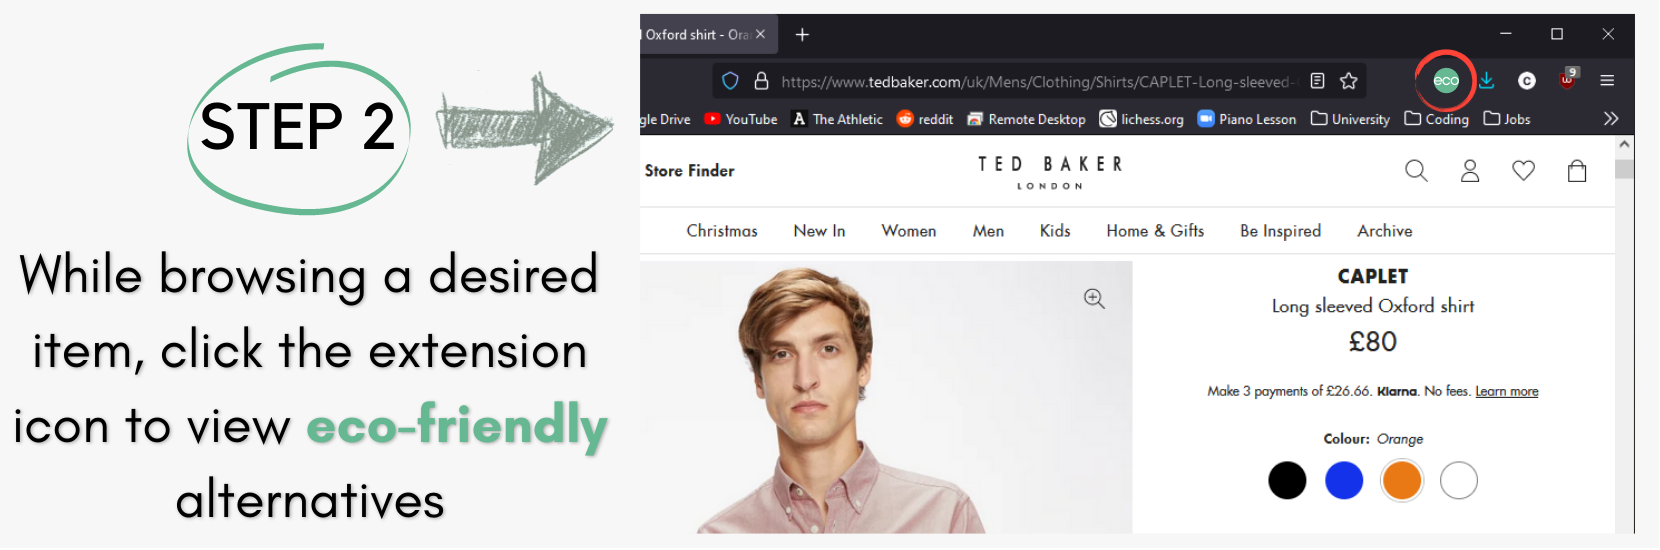 STEP 2
While browsing a desired
item, click the extension
icon to view eco-friendly
alternatives
Oxford shirt - Ora
https://www.tedbaker.com/uk/Mens/Clothing/Shirts/CAPLET-Long-sleeved-
eco
C
9
gle Drive YouTube A The Athletic reddit Remote Desktop lichess.org Piano Lesson University Coding Jobs
Store Finder
TED BAKER
LONDON
Christmas New In Women Men Kids Home & Gifts Be Inspired Archive
CAPLET
Long sleeved Oxford shirt
£80
Make 3 payments of £26.66. Klarna. No fees. Learn more
Colour: Orange